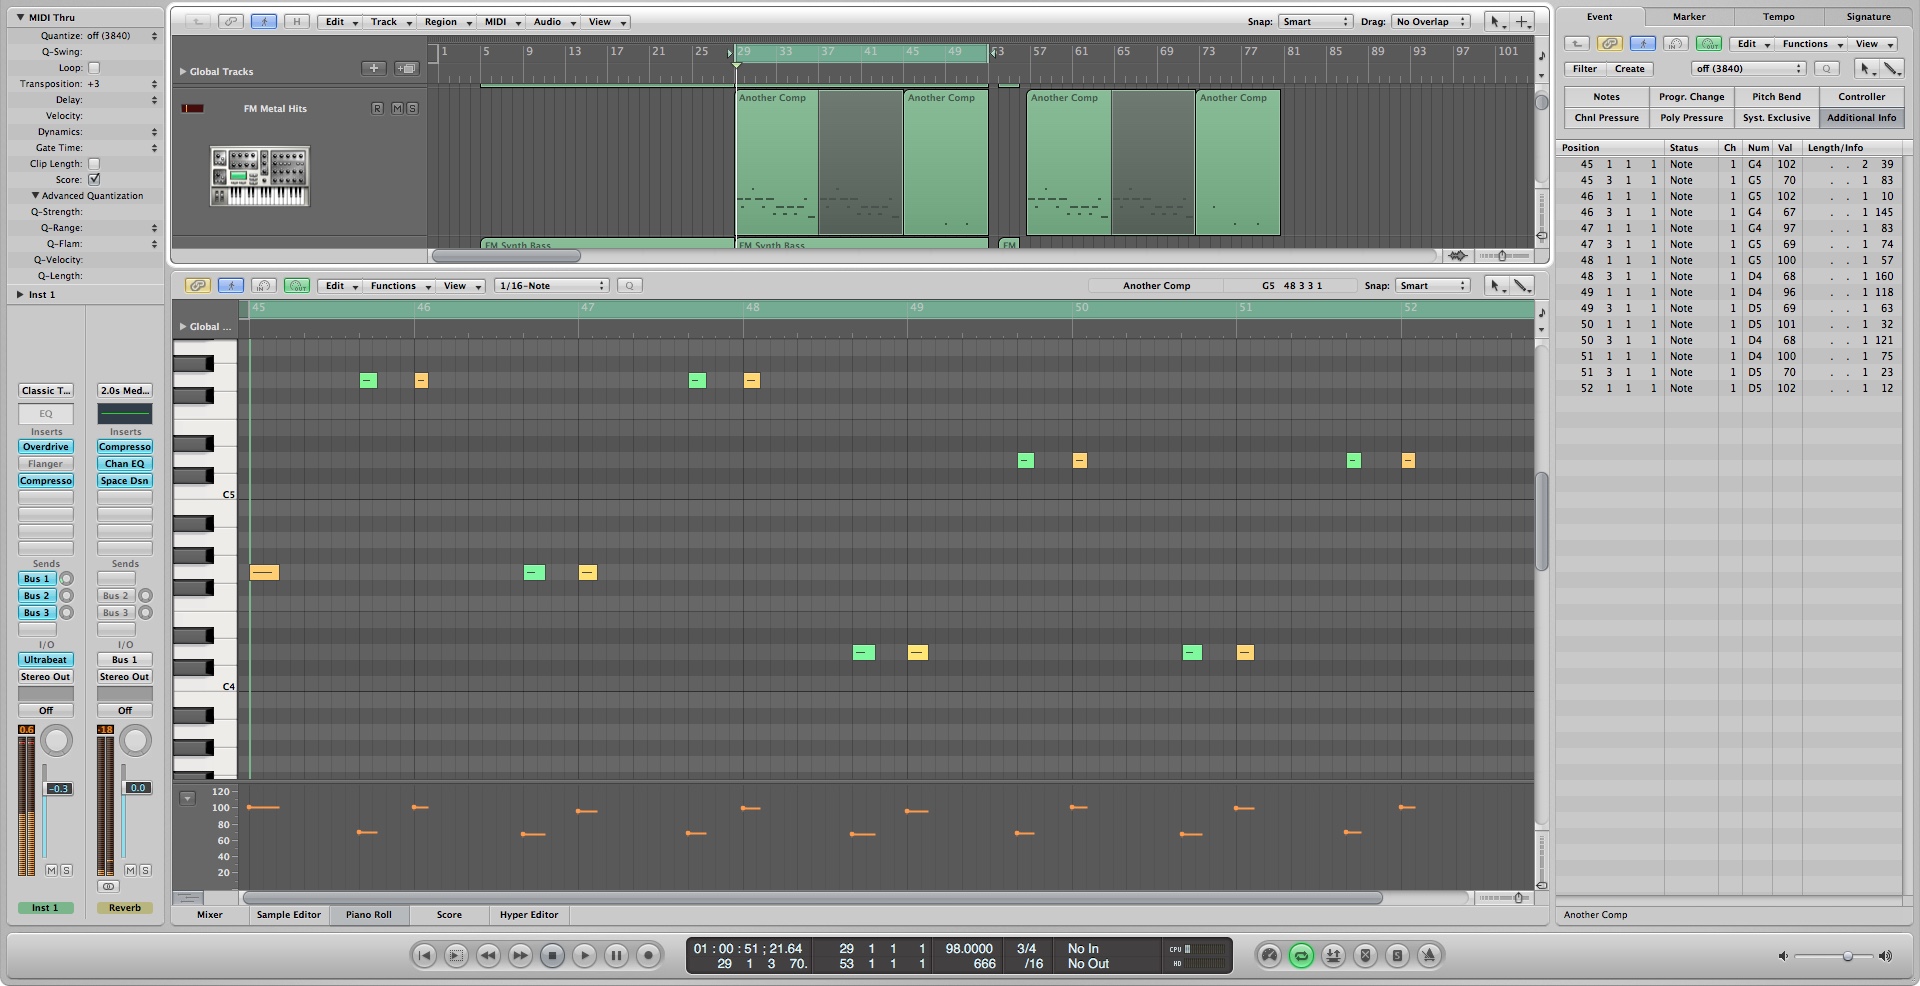 MIDI Thru
Quantize: off (3840)
Q-Swing:
Loop:
Transposition: +3
Delay:
Velocity:
Dynamics:
Gate Time:
Clip Length:
Score:
Advanced Quantization
Q-Strength:
Q-Range:
Q-Flam:
Q-Velocity:
Q-Length:
Inst 1
Classic T... 2.0s Med...
EQ
Inserts Inserts
Overdrive Compresso
Flanger Chan EQ
Compresso Space Dsn
Sends Sends
Bus 1
Bus 2 Bus 2
Bus 3 Bus 3
I/O I/O
Ultrabeat Bus 1
Stereo Out Stereo Out
Off Off
0.6 -18
-0.3 0.0
M S M S
Inst 1 Reverb
H Edit Track Region MIDI Audio View Snap: Smart Drag: No Overlap
1 5 9 13 17 21 25 29 33 37 41 45 49 53 57 61 65 69 73 77 81 85 89 93 97 101
Global Tracks
FM Metal Hits R M S
Another Comp Another Comp Another Comp Another Comp
FM Synth Bass FM Synth Bass FM
IN OUT Edit Functions View 1/16-Note Q Another Comp G5 48 3 3 1 Snap: Smart
45 46 47 48 49 50 51 52
Global ...
C5
C4
120
100
80
60
40
20
Mixer Sample Editor Piano Roll Score Hyper Editor
Event Marker Tempo Signature
IN OUT Edit Functions View
Filter Create off (3840) Q
Notes Progr. Change Pitch Bend Controller
Chnl Pressure Poly Pressure Syst. Exclusive Additional Info
Position Status Ch Num Val Length/Info
45 1 1 1 Note 1 G4 102 . . 2 39
45 3 1 1 Note 1 G5 70 . . 1 83
46 1 1 1 Note 1 G5 102 . . 1 10
46 3 1 1 Note 1 G4 67 . . 1 145
47 1 1 1 Note 1 G4 97 . . 1 83
47 3 1 1 Note 1 G5 69 . . 1 74
48 1 1 1 Note 1 G5 100 . . 1 57
48 3 1 1 Note 1 D4 68 . . 1 160
49 1 1 1 Note 1 D4 96 . . 1 118
49 3 1 1 Note 1 D5 69 . . 1 63
50 1 1 1 Note 1 D5 101 . . 1 32
50 3 1 1 Note 1 D4 68 . . 1 121
51 1 1 1 Note 1 D4 100 . . 1 75
51 3 1 1 Note 1 D5 70 . . 1 23
52 1 1 1 Note 1 D5 102 . . 1 12
Another Comp
01 : 00 : 51 ; 21.64 29 1 1 1 98.0000 3/4 No In CPU
29 1 3 70. 53 1 1 1 666 /16 No Out HD
S